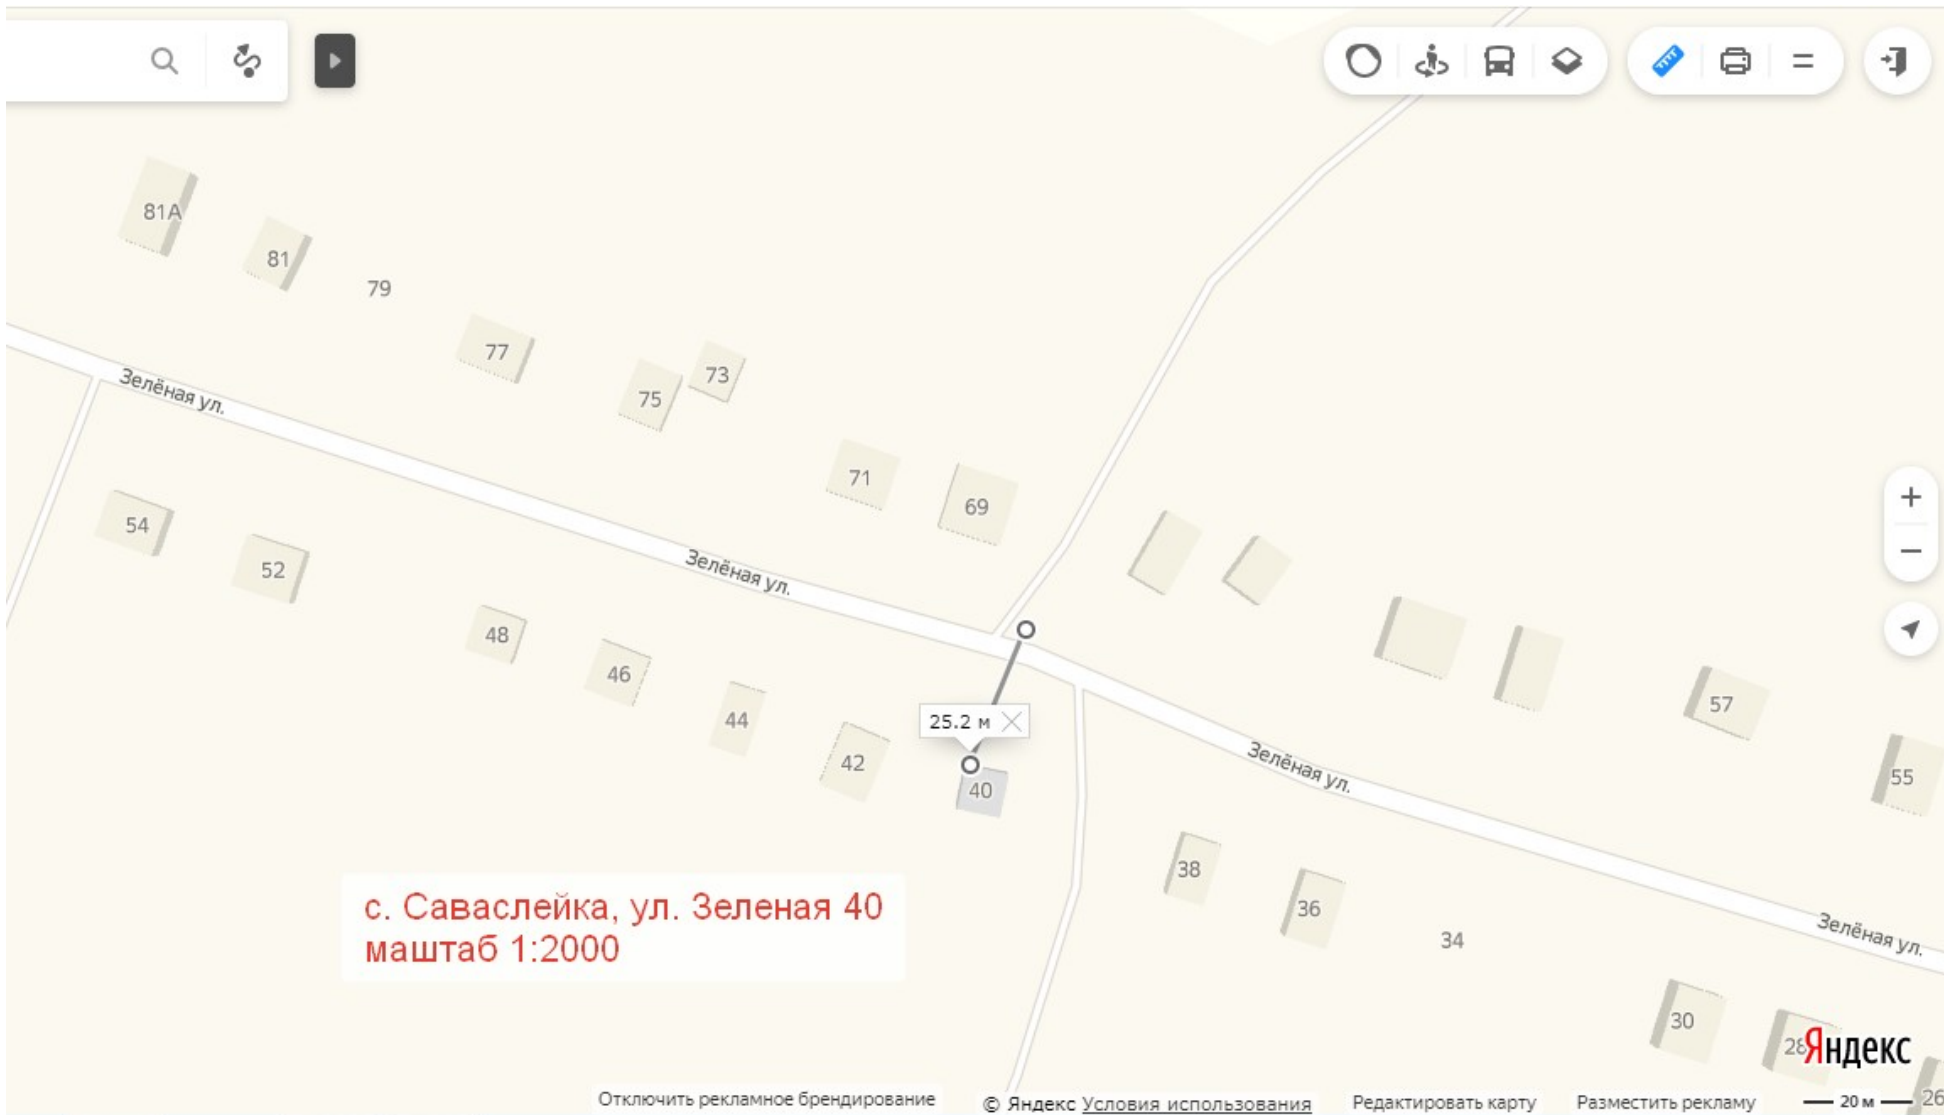 81А
81
79
77
75
73
71
69
Зелёная ул.
54
52
Зелёная ул.
48
46
44
42
25.2 м
40
57
55
Зелёная ул.
38
36
34
Зелёная ул.
30
28
26
с. Саваслейка, ул. Зеленая 40
маштаб 1:2000
Яндекс
Отключить рекламное брендирование
© Яндекс Условия использования
Редактировать карту
Разместить рекламу
20 м